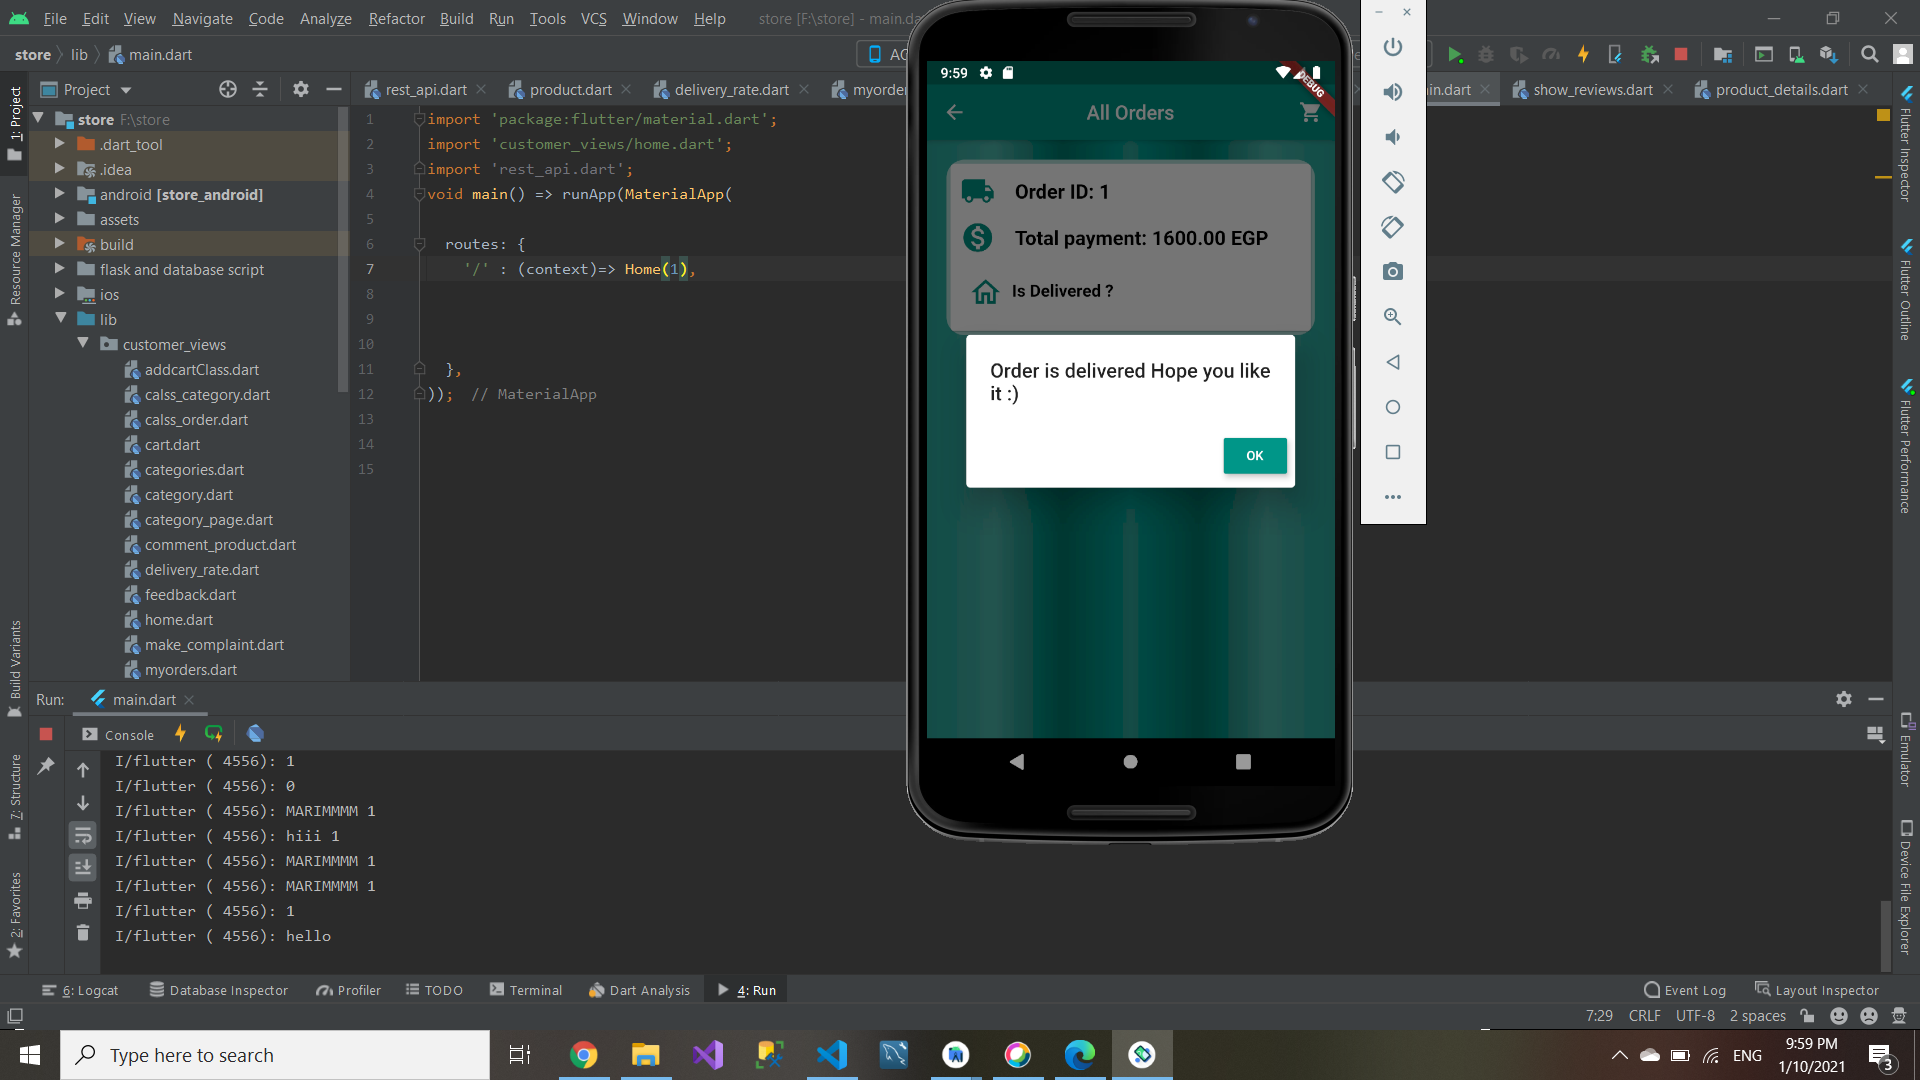 File Edit View Navigate Code Analyze Refactor Build Run Tools VCS Window Help store [F:\store] - main.da
store lib main.dart
Project
rest_api.dart product.dart delivery_rate.dart myorder in.dart show_reviews.dart product_details.dart
store F:\store
.dart_tool
.idea
android [store_android]
assets
build
flask and database script
ios
lib
customer_views
addcartClass.dart
calss_category.dart
calss_order.dart
cart.dart
categories.dart
category.dart
category_page.dart
comment_product.dart
delivery_rate.dart
feedback.dart
home.dart
make_complaint.dart
myorders.dart
1 import 'package:flutter/material.dart';
2 import 'customer_views/home.dart';
3 import 'rest_api.dart';
4 void main() => runApp(MaterialApp(
5
6 routes: {
7 '/' : (context)=> Home(1),
8
9
10
11 },
12 )); // MaterialApp
13
14
15
9:59
DEBUG
All Orders
Order ID: 1
Total payment: 1600.00 EGP
Is Delivered ?
Order is delivered Hope you like
it :)
OK
1: Project
Resource Manager
Build Variants
7: Structure
2: Favorites
Flutter Inspector
Flutter Outline
Flutter Performance
Emulator
Device File Explorer
Run: main.dart
Console
I/flutter ( 4556): 1
I/flutter ( 4556): 0
I/flutter ( 4556): MARIMMMM 1
I/flutter ( 4556): hiii 1
I/flutter ( 4556): MARIMMMM 1
I/flutter ( 4556): MARIMMMM 1
I/flutter ( 4556): 1
I/flutter ( 4556): hello
6: Logcat Database Inspector Profiler TODO Terminal Dart Analysis 4: Run Event Log Layout Inspector
7:29 CRLF UTF-8 2 spaces
Type here to search
ENG
9:59 PM
1/10/2021
3